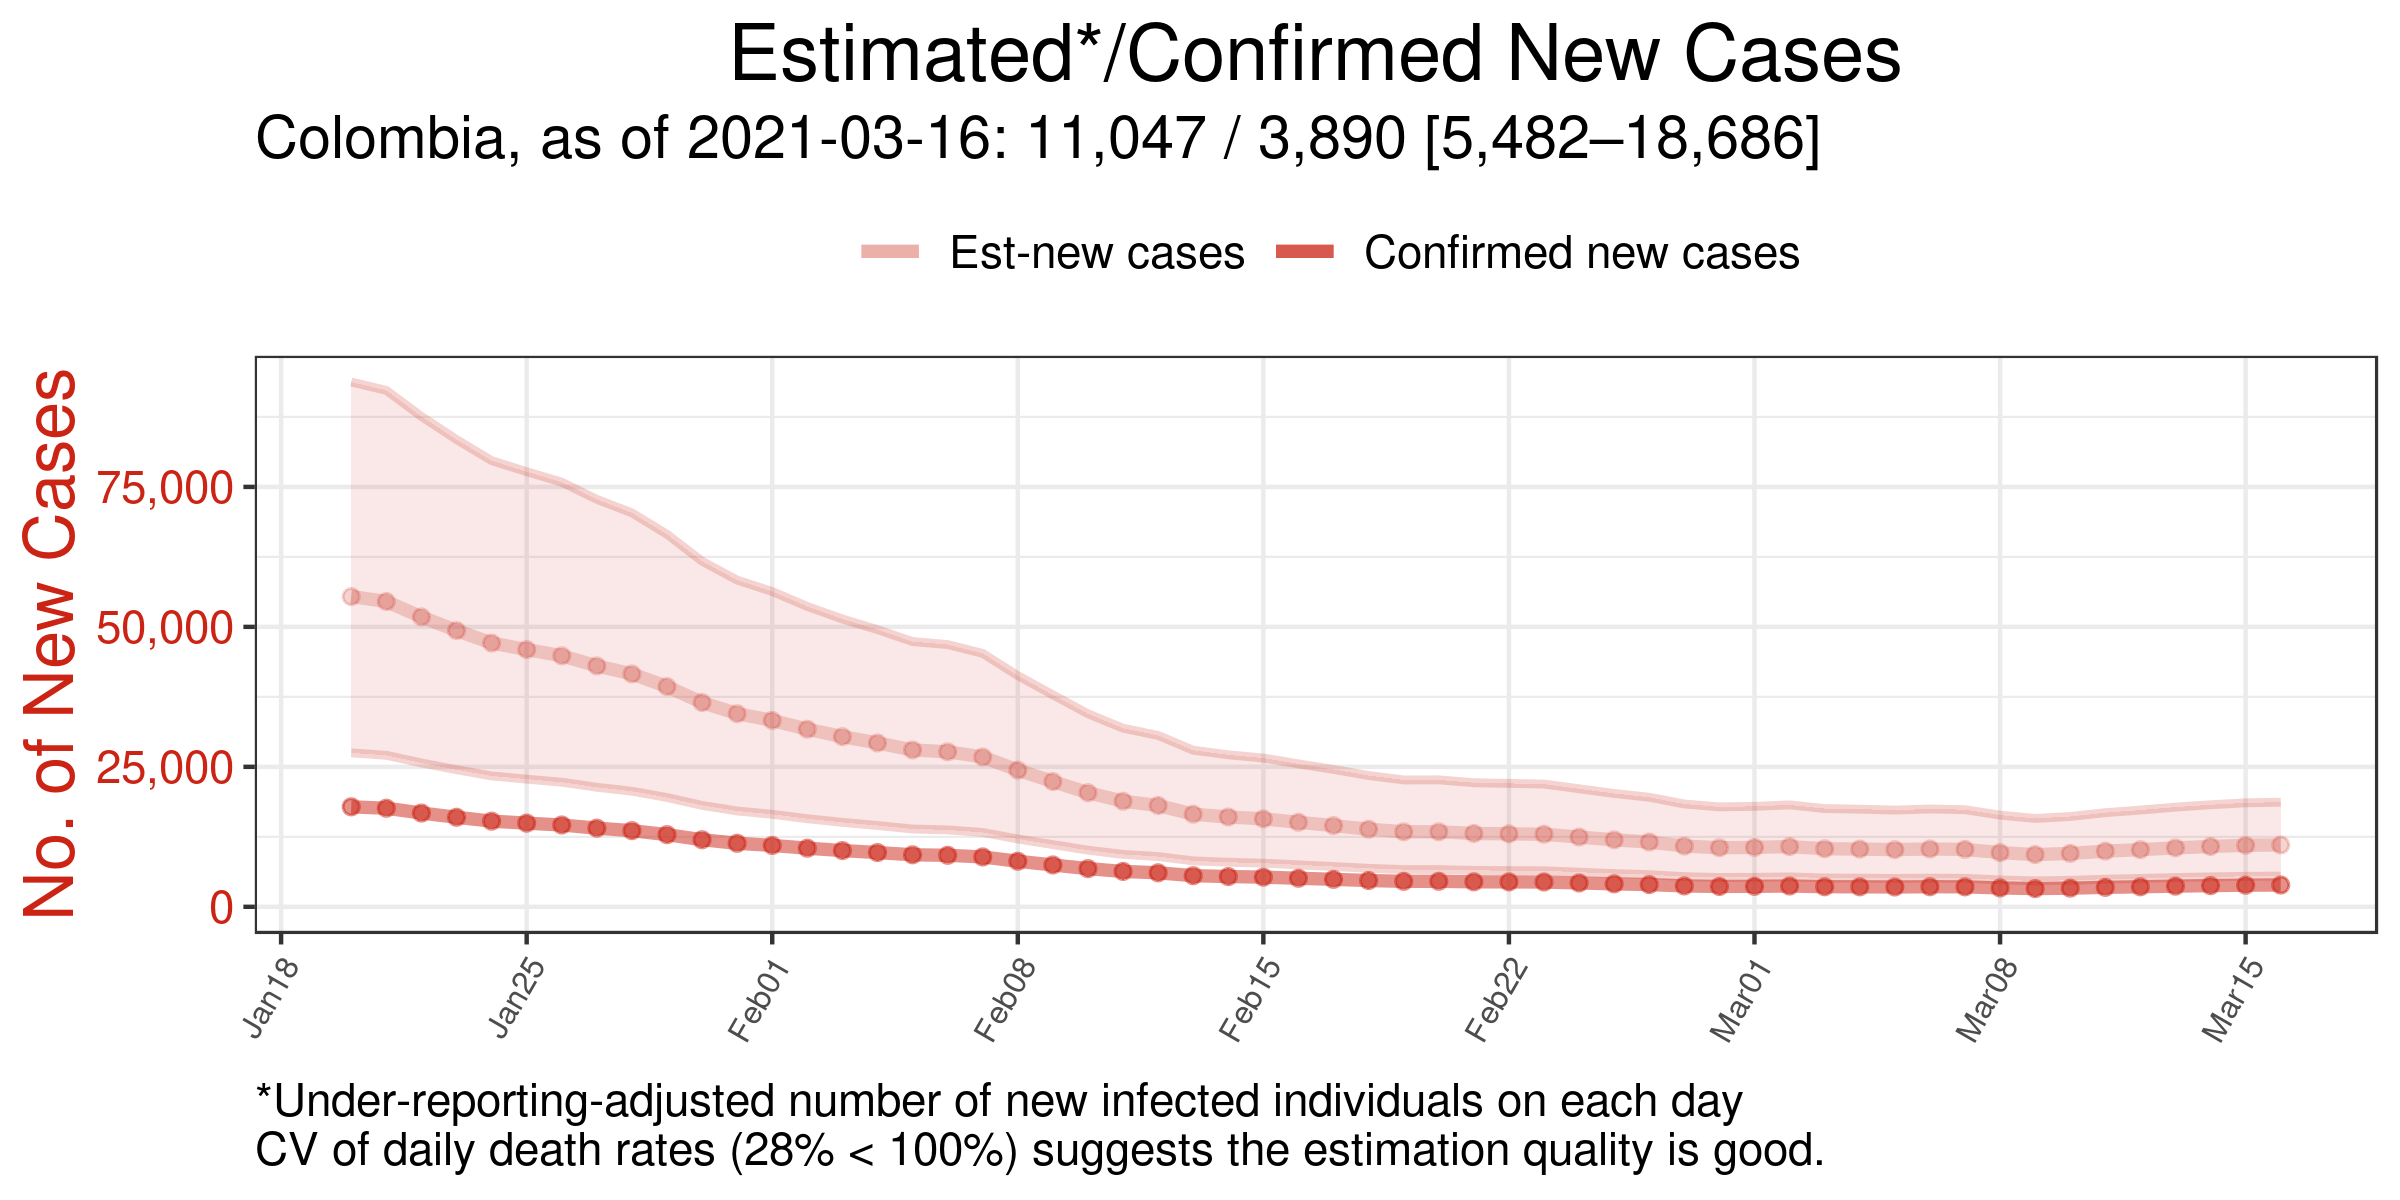 Estimated*/Confirmed New Cases
Colombia, as of 2021-03-16: 11,047 / 3,890 [5,482–18,686]
Est-new cases Confirmed new cases
No. of New Cases
75,000
50,000
25,000
0
Jan18 Jan25 Feb01 Feb08 Feb15 Feb22 Mar01 Mar08 Mar15
*Under-reporting-adjusted number of new infected individuals on each day
CV of daily death rates (28% < 100%) suggests the estimation quality is good.